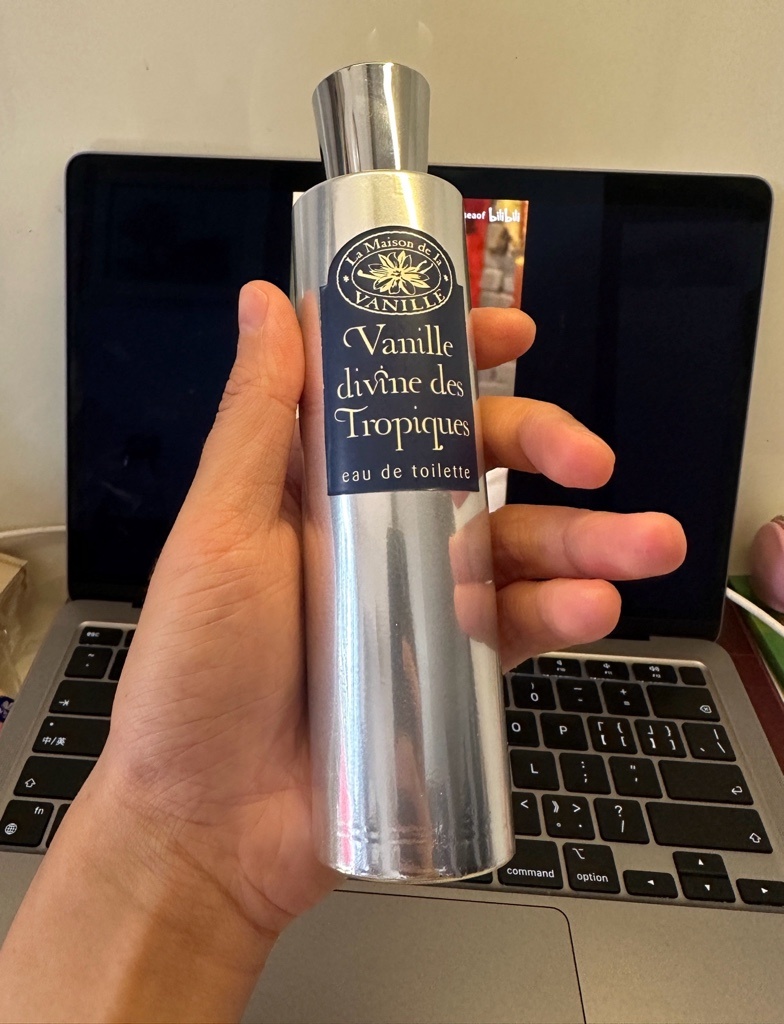 La Maison de la
VANILLE
Vanille
divine des
Tropiques
eau de toilette
bilibili
esc
中/英
fn
command
option
O
P
L